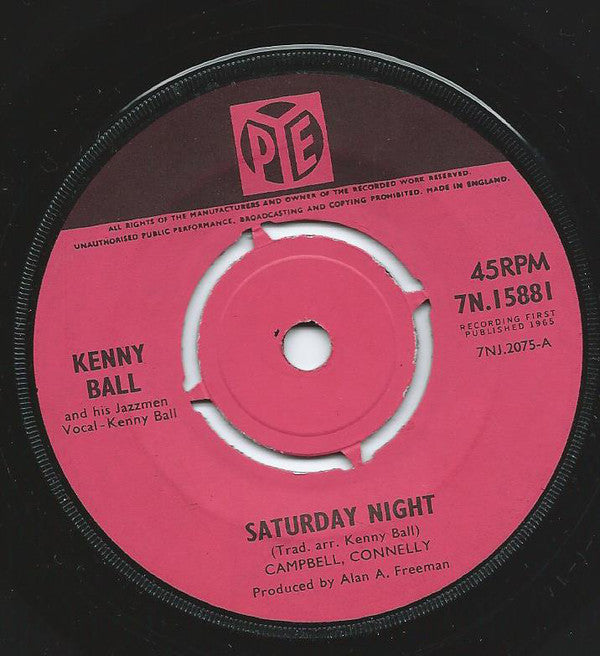 PYE
ALL RIGHTS OF THE MANUFACTURERS AND OWNER OF THE RECORDED WORK RESERVED.
UNAUTHORISED PUBLIC PERFORMANCE, BROADCASTING AND COPYING PROHIBITED. MADE IN ENGLAND.
45RPM
7N.15881
RECORDING FIRST
PUBLISHED 1965
7NJ.2075-A
KENNY
BALL
and his Jazzmen
Vocal-Kenny Ball
SATURDAY NIGHT
(Trad. arr. Kenny Ball)
CAMPBELL, CONNELLY
Produced by Alan A. Freeman